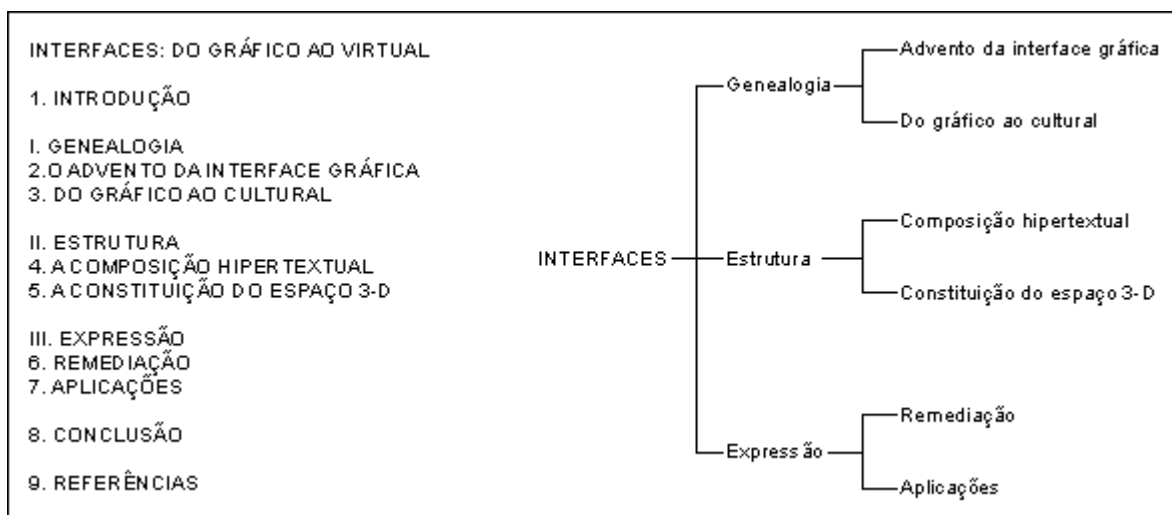 INTERFACES: DO GRÁFICO AO VIRTUAL
1. INTRODUÇÃO
I. GENEALOGIA
2.O ADVENTO DA INTERFACE GRÁFICA
3. DO GRÁFICO AO CULTURAL
II. ESTRUTURA
4. A COMPOSIÇÃO HIPERTEXTUAL
5. A CONSTITUIÇÃO DO ESPAÇO 3-D
III. EXPRESSÃO
6. REMEDIAÇÃO
7. APLICAÇÕES
8. CONCLUSÃO
9. REFERÊNCIAS
INTERFACES
Genealogia
Advento da interface gráfica
Do gráfico ao cultural
Estrutura
Composição hipertextual
Constituição do espaço 3-D
Expressão
Remediação
Aplicações